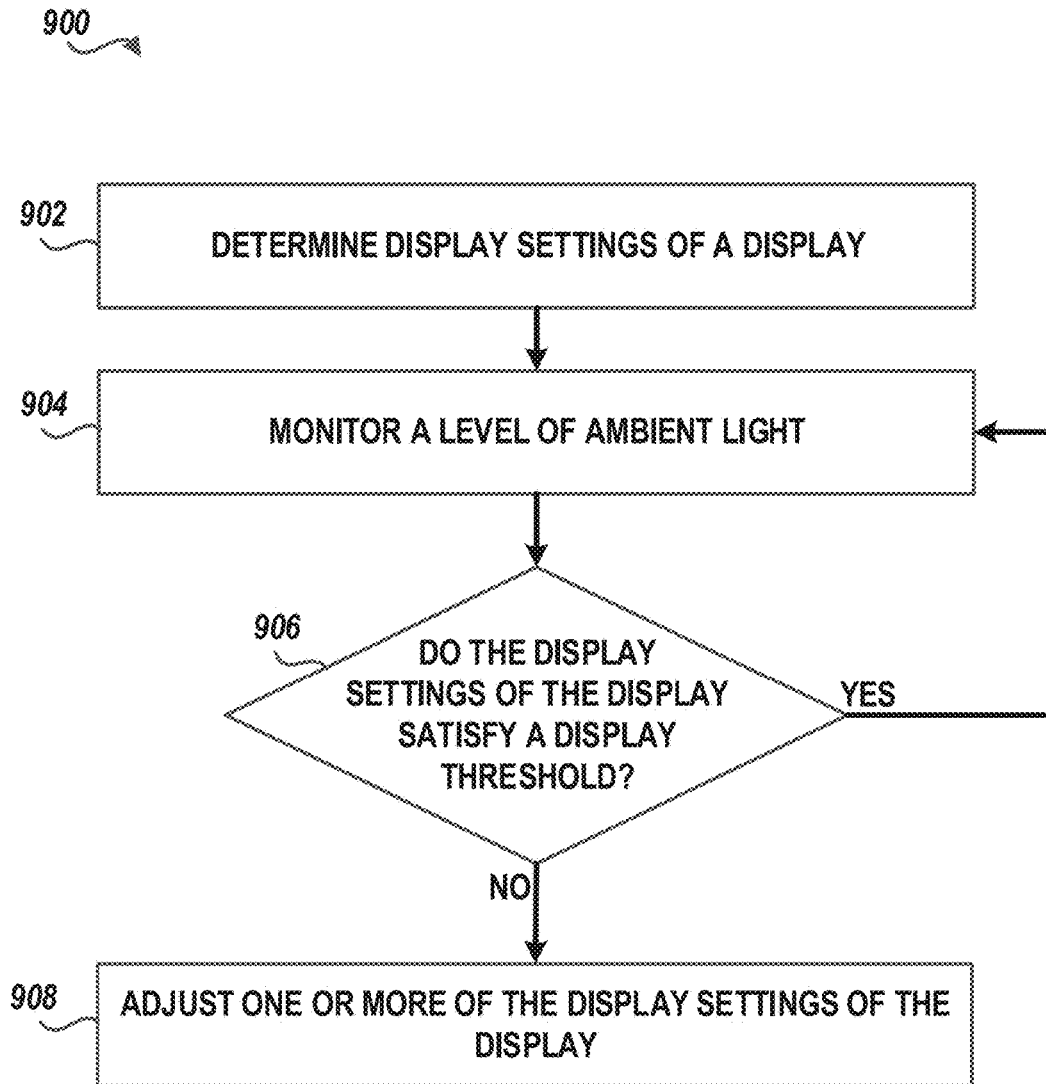 900
902
DETERMINE DISPLAY SETTINGS OF A DISPLAY
904
MONITOR A LEVEL OF AMBIENT LIGHT
906
DO THE DISPLAY
SETTINGS OF THE DISPLAY
SATISFY A DISPLAY
THRESHOLD?
YES
NO
908
ADJUST ONE OR MORE OF THE DISPLAY SETTINGS OF THE
DISPLAY